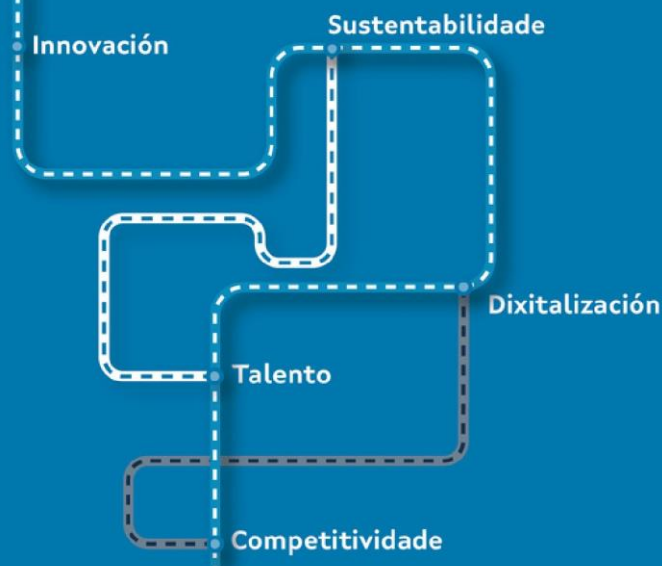 Sustentabilidade
Innovación
Dixitalización
Talento
Competitividade